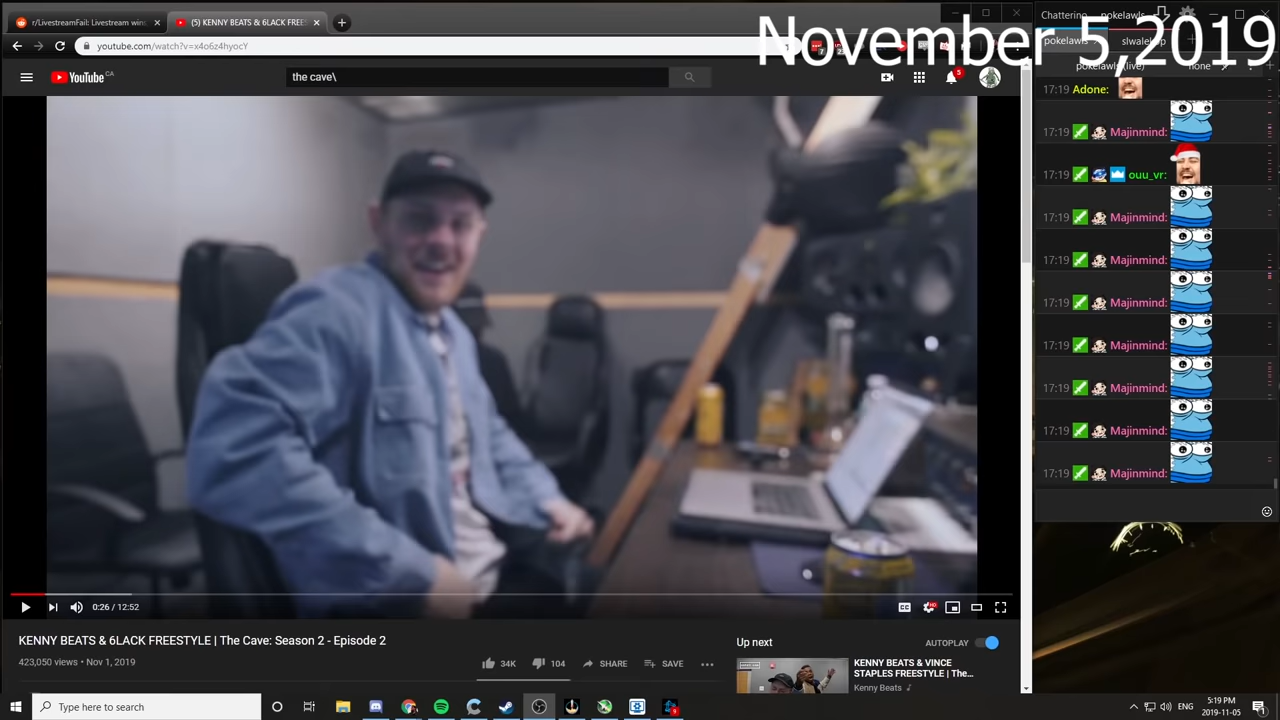 r/LivestreamFail: Livestream win
(5) KENNY BEATS & 6LACK FREE
November 5,2019
Chatterino
pokelawls
youtube.com/watch?v=x4o6z4hyocY
pokelawls
pokelawls (live)
none
YouTube CA
the cave\
5
17:19 Adone:
17:19 Majinmind:
17:19 ouu_vr:
17:19 Majinmind:
17:19 Majinmind:
17:19 Majinmind:
17:19 Majinmind:
17:19 Majinmind:
17:19 Majinmind:
17:19 Majinmind:
0:26 / 12:52
KENNY BEATS & 6LACK FREESTYLE | The Cave: Season 2 - Episode 2
423,050 views • Nov 1, 2019
34K
104
SHARE
SAVE
Up next
AUTOPLAY
KENNY BEATS & VINCE
STAPLES FREESTYLE | The...
Kenny Beats
Type here to search
ENG
5:19 PM
2019-11-05